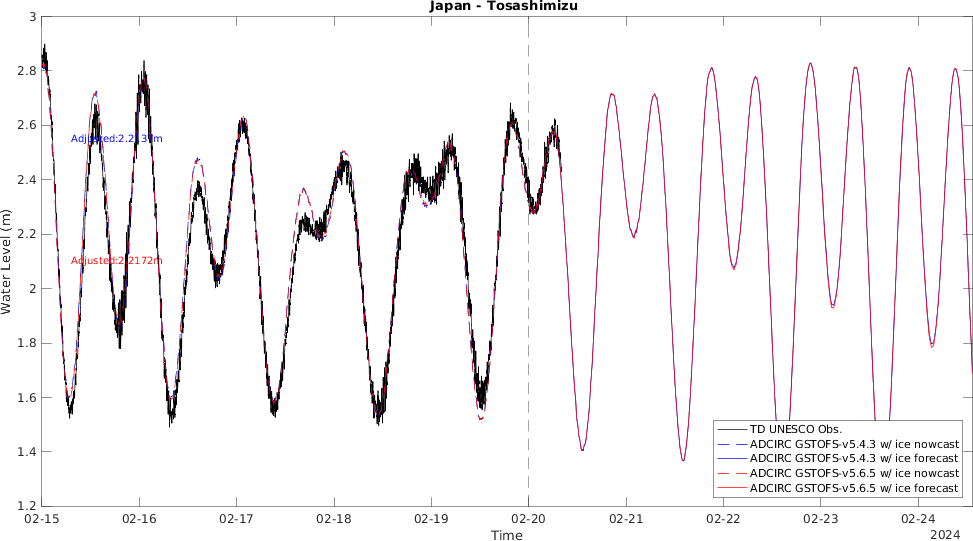 Japan - Tosashimizu
3
2.8
2.6
2.4
2.2
2
1.8
1.6
1.4
1.2
Water Level (m)
Adjusted:2.2134m
Adjusted:2.2172m
TD UNESCO Obs.
ADCIRC GSTOFS-v5.4.3 w/ ice nowcast
ADCIRC GSTOFS-v5.4.3 w/ ice forecast
ADCIRC GSTOFS-v5.6.5 w/ ice nowcast
ADCIRC GSTOFS-v5.6.5 w/ ice forecast
02-15 02-16 02-17 02-18 02-19 02-20 02-21 02-22 02-23 02-24
Time
2024